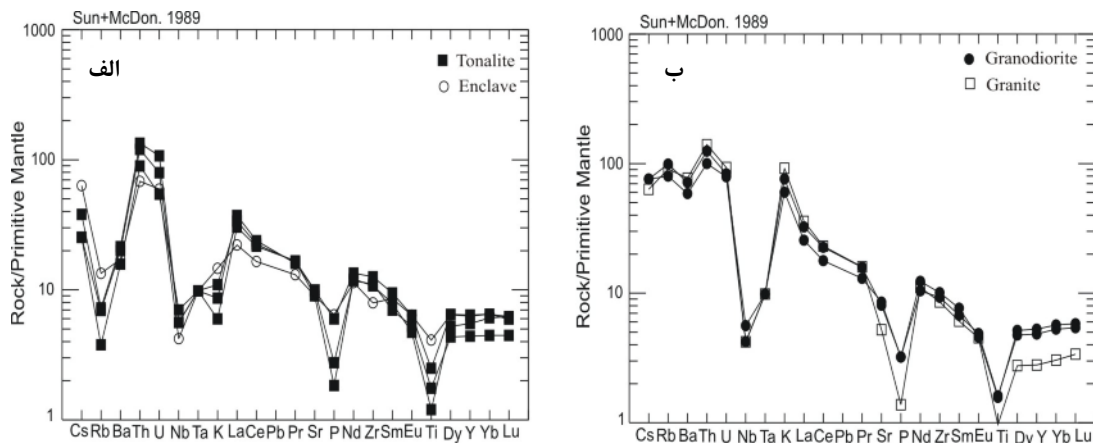 Sun+McDon. 1989
1000
100
10
1
Rock/Primitive Mantle
الف
Tonalite
Enclave
Cs Rb Ba Th U Nb Ta K La Ce Pb Pr Sr P Nd Zr Sm Eu Ti Dy Y Yb Lu
Sun+McDon. 1989
1000
100
10
1
Rock/Primitive Mantle
ب
Granodiorite
Granite
Cs Rb Ba Th U Nb Ta K La Ce Pb Pr Sr P Nd Zr Sm Eu Ti Dy Y Yb Lu